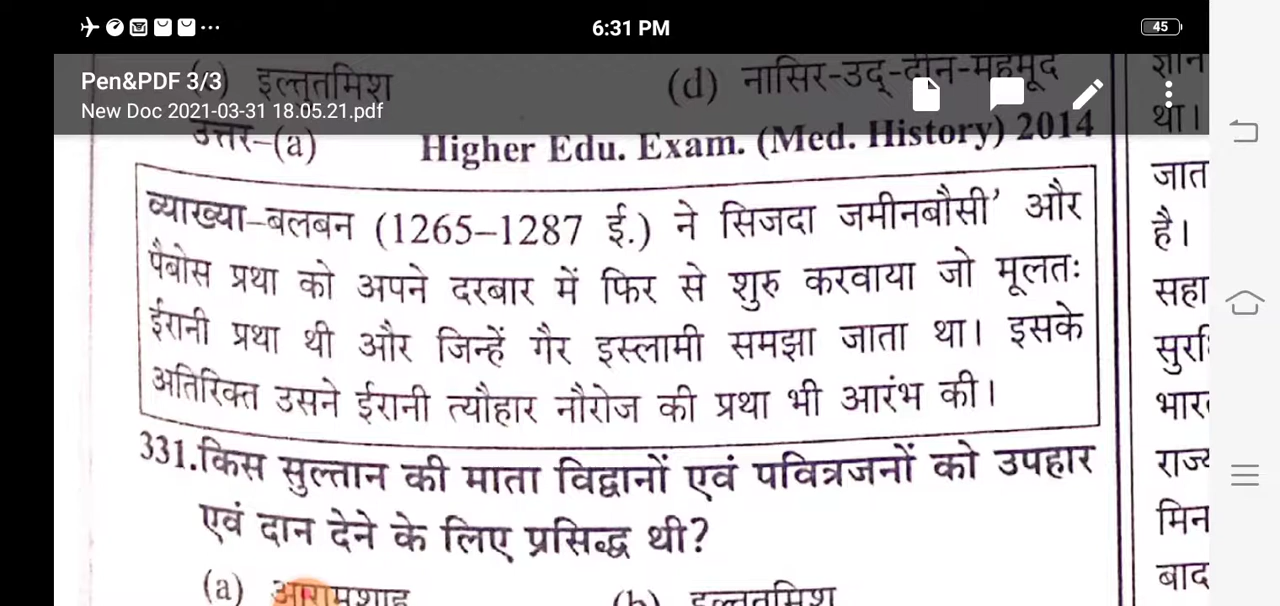 6:31 PM
45
Pen&PDF 3/3
New Doc 2021-03-31 18.05.21.pdf
इल्तुतमिश (d) नासिर-उद्-दीन-महमूद
उत्तर-(a) Higher Edu. Exam. (Med. History) 2014
व्याख्या-बलबन (1265–1287 ई.) ने सिजदा जमीनबौसी’ और
पैबोस प्रथा को अपने दरबार में फिर से शुरु करवाया जो मूलतः
ईरानी प्रथा थी और जिन्हें गैर इस्लामी समझा जाता था। इसके
अतिरिक्त उसने ईरानी त्यौहार नौरोज की प्रथा भी आरंभ की।
331.किस सुल्तान की माता विद्वानों एवं पवित्रजनों को उपहार
एवं दान देने के लिए प्रसिद्ध थी?
(a) आरामशाह (b) इल्तुतमिश
ज्ञान
था।
जात
है।
सहा
राज्य
मिन
बाद